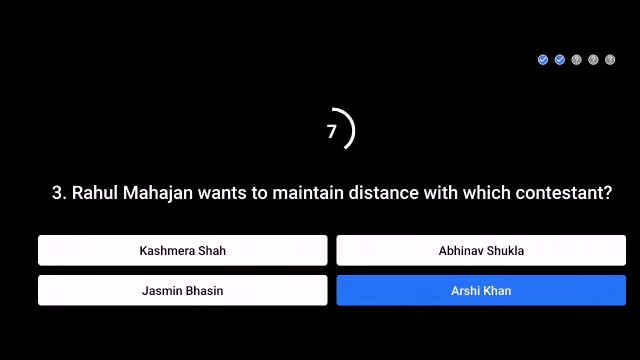 7
3. Rahul Mahajan wants to maintain distance with which contestant?
Kashmera Shah
Abhinav Shukla
Jasmin Bhasin
Arshi Khan